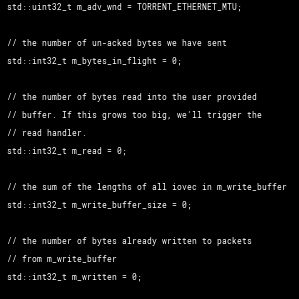 std::uint32_t m_adv_wnd = TORRENT_ETHERNET_MTU;
// the number of un-acked bytes we have sent
std::int32_t m_bytes_in_flight = 0;
// the number of bytes read into the user provided
// buffer. If this grows too big, we'll trigger the
// read handler.
std::int32_t m_read = 0;
// the sum of the lengths of all iovec in m_write_buffer
std::int32_t m_write_buffer_size = 0;
// the number of bytes already written to packets
// from m_write_buffer
std::int32_t m_written = 0;